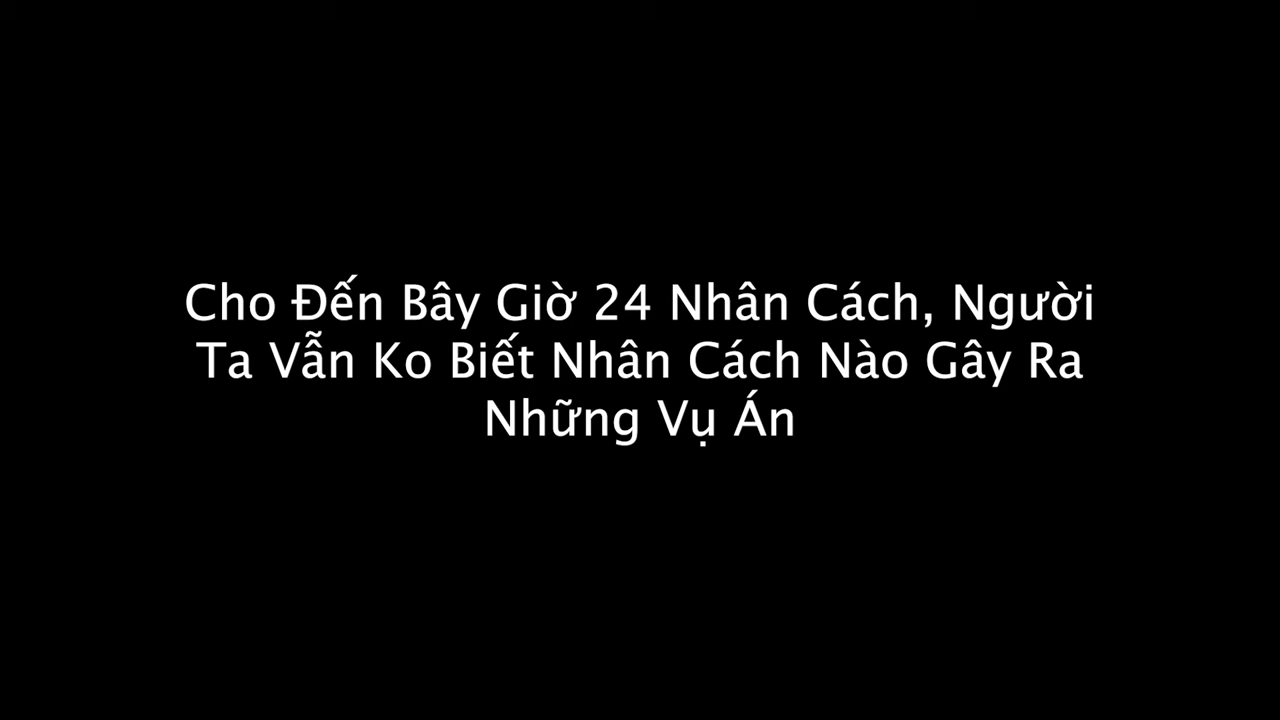 Cho Đến Bây Giờ 24 Nhân Cách, Người
Ta Vẫn Ko Biết Nhân Cách Nào Gây Ra
Những Vụ Án